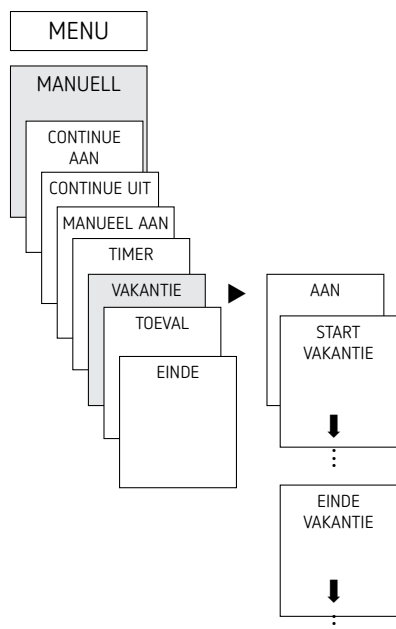 MENU
MANUELL
CONTINUE
AAN
CONTINUE UIT
MANUEEL AAN
TIMER
VAKANTIE
TOEVAL
EINDE
AAN
START
VAKANTIE
EINDE
VAKANTIE